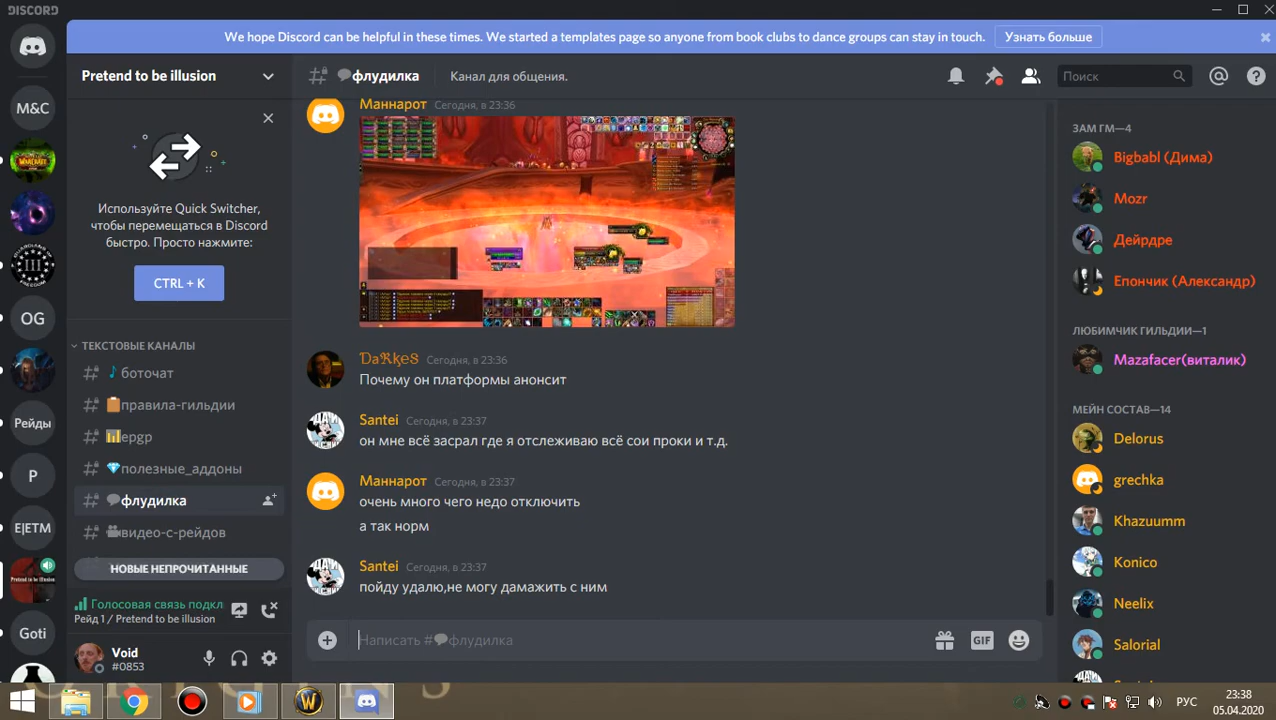 DISCORD
We hope Discord can be helpful in these times. We started a templates page so anyone from book clubs to dance groups can stay in touch.
Узнать больше
Pretend to be illusion
флудилка
Канал для общения.
Поиск
M&C
WARCRAFT
III
OG
Рейды
P
E|ETM
Pretend to be Illusion
Goti
Используйте Quick Switcher,
чтобы перемещаться в Discord
быстро. Просто нажмите:
CTRL + K
ТЕКСТОВЫЕ КАНАЛЫ
боточат
правила-гильдии
epgp
полезные_аддоны
флудилка
видео-с-рейдов
НОВЫЕ НЕПРОЧИТАННЫЕ
Голосовая связь подкл
Рейд 1 / Pretend to be illusion
Void
#0853
Маннарот Сегодня, в 23:36
DaRkeS Сегодня, в 23:36
Почему он платформы анонсит
Santei Сегодня, в 23:37
он мне всё засрал где я отслеживаю всё сои проки и т.д.
Маннарот Сегодня, в 23:37
очень много чего недо отключить
а так норм
Santei Сегодня, в 23:37
пойду удалю,не могу дамажить с ним
Написать #флудилка
GIF
ЗАМ ГМ—4
Bigbabl (Дима)
Mozr
Дейрдре
Епончик (Александр)
ЛЮБИМЧИК ГИЛЬДИИ—1
Mazafacer(виталик)
МЕЙН СОСТАВ—14
Delorus
grechka
Khazuumm
Konico
Neelix
Salorial
РУС
23:38
05.04.2020